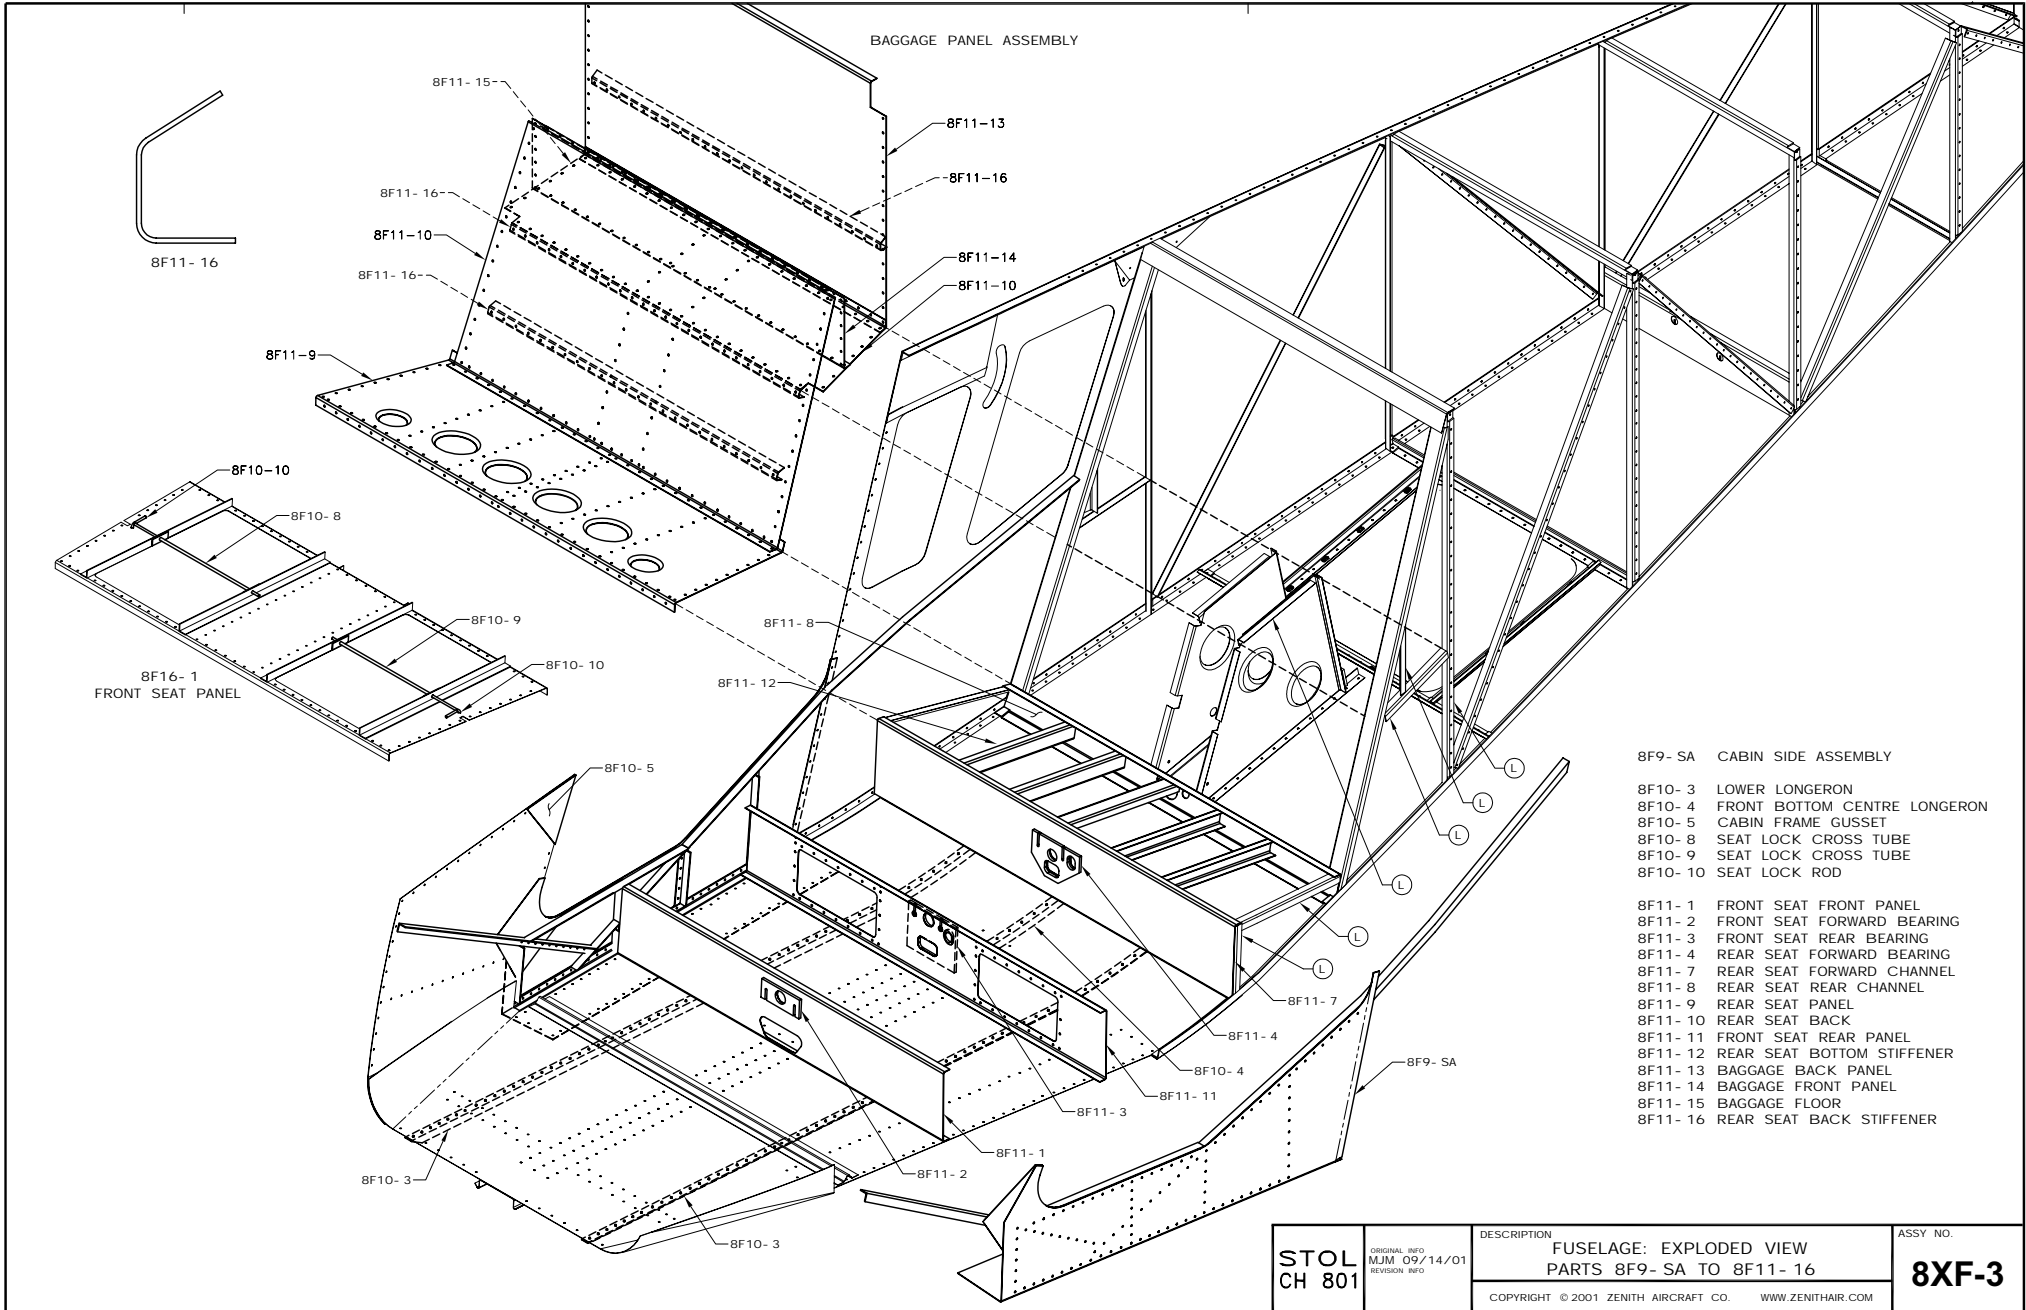 BAGGAGE PANEL ASSEMBLY
8F11-15
8F11-13
8F11-16
8F11-16
8F11-10
8F11-16
8F11-16
8F11-14
8F11-10
8F11-9
8F10-10
8F10-8
8F10-9
8F10-10
8F16-1
FRONT SEAT PANEL
8F11-8
8F11-12
8F10-5
L
L
L
L
L
L
8F11-7
8F11-4
8F10-4
8F11-11
8F11-3
8F11-1
8F11-2
8F10-3
8F10-3
8F9-SA
8F9-SA CABIN SIDE ASSEMBLY
8F10-3 LOWER LONGERON
8F10-4 FRONT BOTTOM CENTRE LONGERON
8F10-5 CABIN FRAME GUSSET
8F10-8 SEAT LOCK CROSS TUBE
8F10-9 SEAT LOCK CROSS TUBE
8F10-10 SEAT LOCK ROD
8F11-1 FRONT SEAT FRONT PANEL
8F11-2 FRONT SEAT FORWARD BEARING
8F11-3 FRONT SEAT REAR BEARING
8F11-4 REAR SEAT FORWARD BEARING
8F11-7 REAR SEAT FORWARD CHANNEL
8F11-8 REAR SEAT REAR CHANNEL
8F11-9 REAR SEAT PANEL
8F11-10 REAR SEAT BACK
8F11-11 FRONT SEAT REAR PANEL
8F11-12 REAR SEAT BOTTOM STIFFENER
8F11-13 BAGGAGE BACK PANEL
8F11-14 BAGGAGE FRONT PANEL
8F11-15 BAGGAGE FLOOR
8F11-16 REAR SEAT BACK STIFFENER
STOL
CH 801
ORIGINAL INFO
MJM 09/14/01
REVISION INFO
DESCRIPTION
FUSELAGE: EXPLODED VIEW
PARTS 8F9-SA TO 8F11-16
COPYRIGHT © 2001 ZENITH AIRCRAFT CO. WWW.ZENITHAIR.COM
ASSY NO.
8XF-3